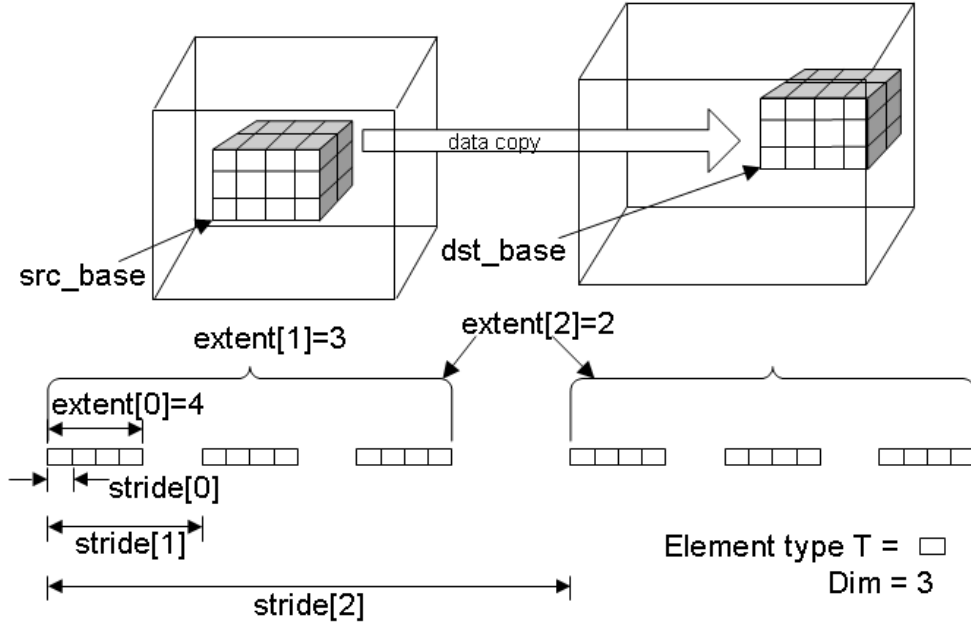 data copy
src_base
dst_base
extent[1]=3
extent[2]=2
extent[0]=4
stride[0]
stride[1]
stride[2]
Element type T =
Dim = 3